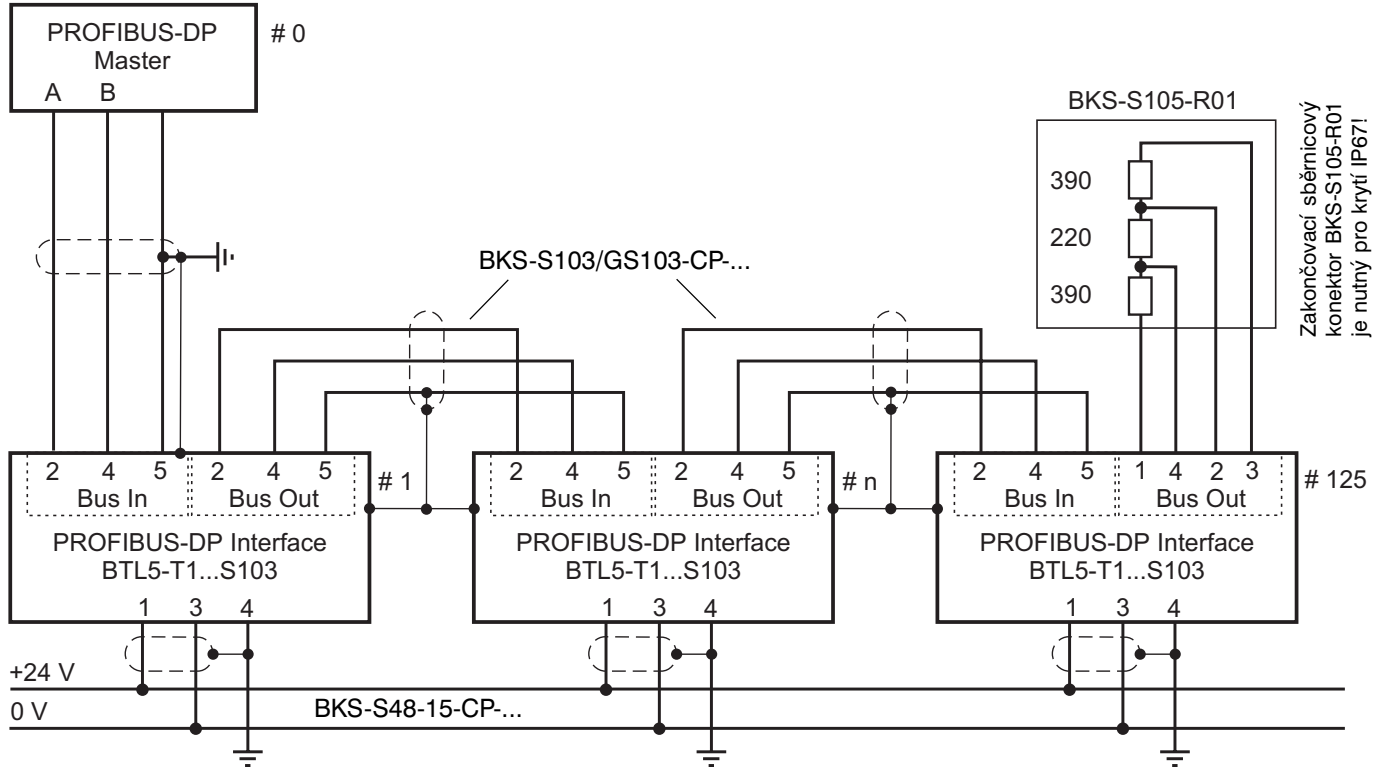 PROFIBUS-DP
Master
# 0
A B
BKS-S105-R01
390
220
390
Zakončovací sběrnicový
konektor BKS-S105-R01
je nutný pro krytí IP67!
BKS-S103/GS103-CP-...
2 4 5 2 4 5
Bus In Bus Out
# 1
PROFIBUS-DP Interface
BTL5-T1...S103
1 3 4
2 4 5 2 4 5
Bus In Bus Out
# n
PROFIBUS-DP Interface
BTL5-T1...S103
1 3 4
2 4 5 1 4 2 3
Bus In Bus Out
# 125
PROFIBUS-DP Interface
BTL5-T1...S103
1 3 4
+24 V
0 V
BKS-S48-15-CP-...